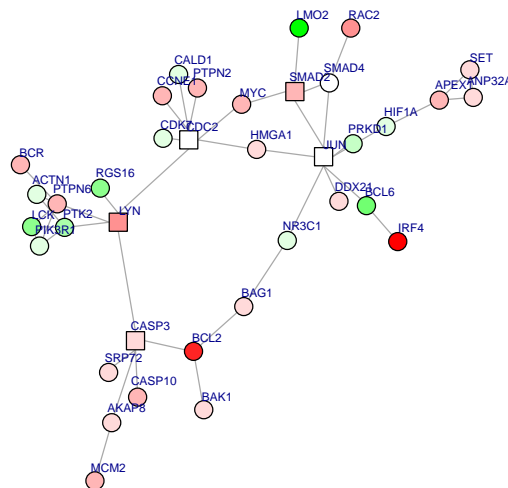 LMO2
RAC2
CALD1
SET
SMAD4
PTPN2
CCNE1
SMAD2
APEX1
ANP32A
MYC
HIF1A
CDK7
CDC2
HMGA1
JUN
PRKD1
BCR
RGS16
ACTN1
PTPN6
DDX21
BCL6
LCK
PTK2
LYN
PIK3R1
NR3C1
IRF4
BAG1
CASP3
BCL2
SRP72
CASP10
BAK1
AKAP8
MCM2